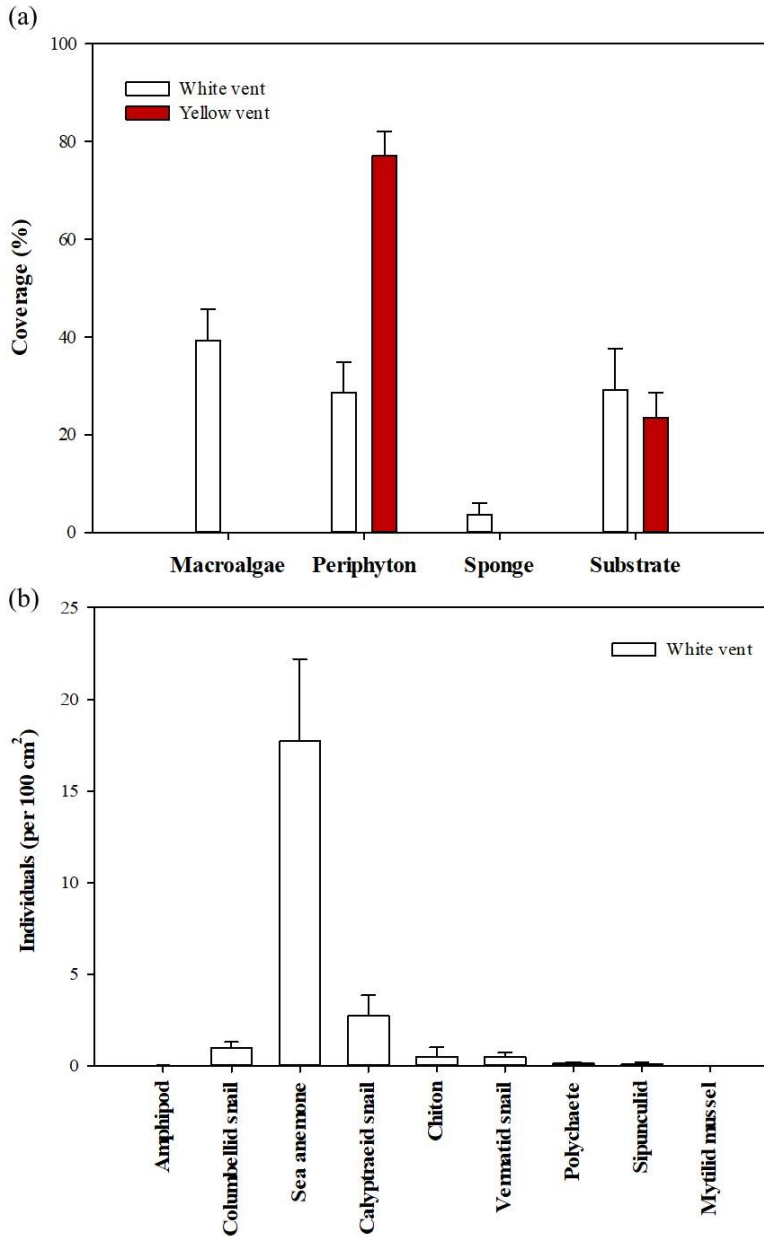 (a)
100
80
60
40
20
0
Coverage (%)
White vent
Yellow vent
Macroalgae Periphyton Sponge Substrate
(b)
25
20
15
10
5
0
Individuals (per 100 cm²)
White vent
Amphipod
Columbellid snail
Sea anemone
Calyptraeid snail
Chiton
Vermatid snail
Polychaete
Sipunculid
Mytilid mussel